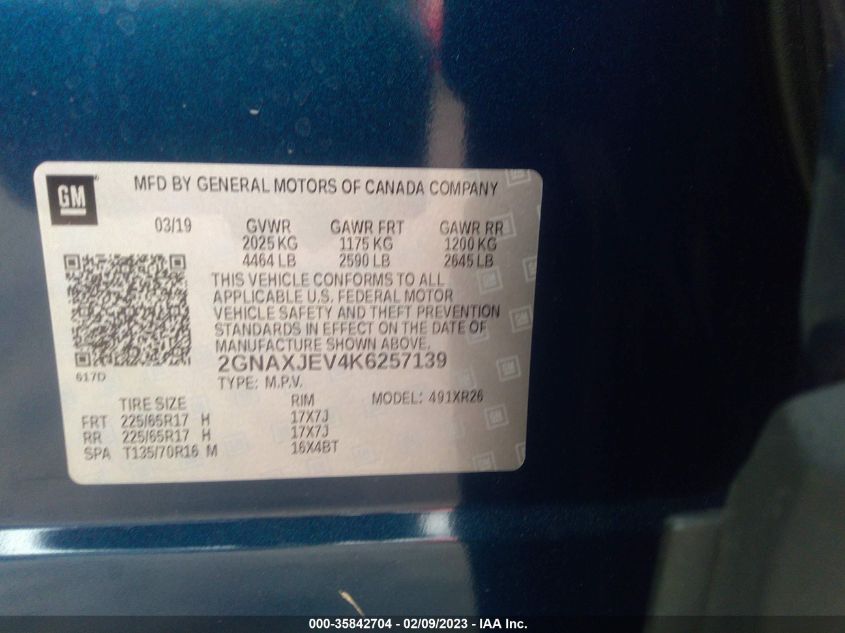 GM
MFD BY GENERAL MOTORS OF CANADA COMPANY
03/19 GVWR GAWR FRT GAWR RR
2025 KG 1175 KG 1200 KG
4464 LB 2590 LB 2645 LB
THIS VEHICLE CONFORMS TO ALL
APPLICABLE U.S. FEDERAL MOTOR
VEHICLE SAFETY AND THEFT PREVENTION
STANDARDS IN EFFECT ON THE DATE OF
MANUFACTURE SHOWN ABOVE.
2GNAXJEV4K6257139
617D
TYPE: M.P.V.
TIRE SIZE RIM MODEL: 491XR26
FRT 225/65R17 H 17X7J
RR 225/65R17 H 17X7J
SPA T135/70R16 M 16X4BT
000-35842704 - 02/09/2023 - IAA Inc.